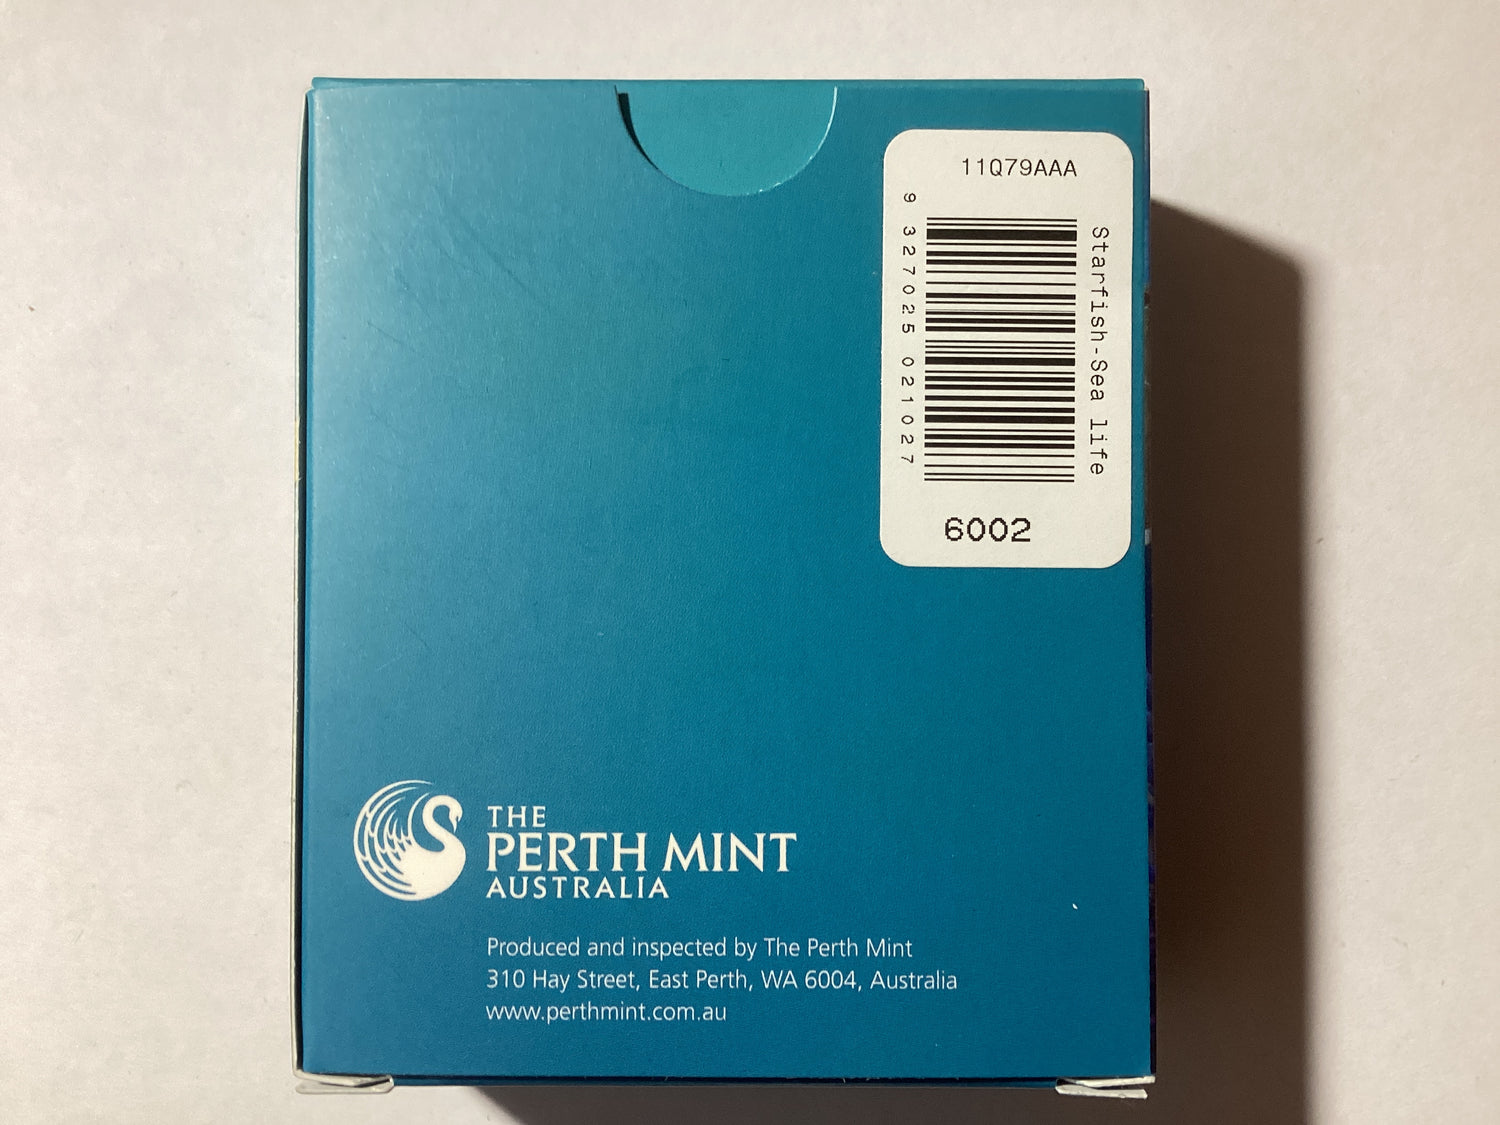 11Q79AAA
9 327025 021027
Starfish-Sea life
6002
THE
PERTH MINT
AUSTRALIA
Produced and inspected by The Perth Mint
310 Hay Street, East Perth, WA 6004, Australia
www.perthmint.com.au